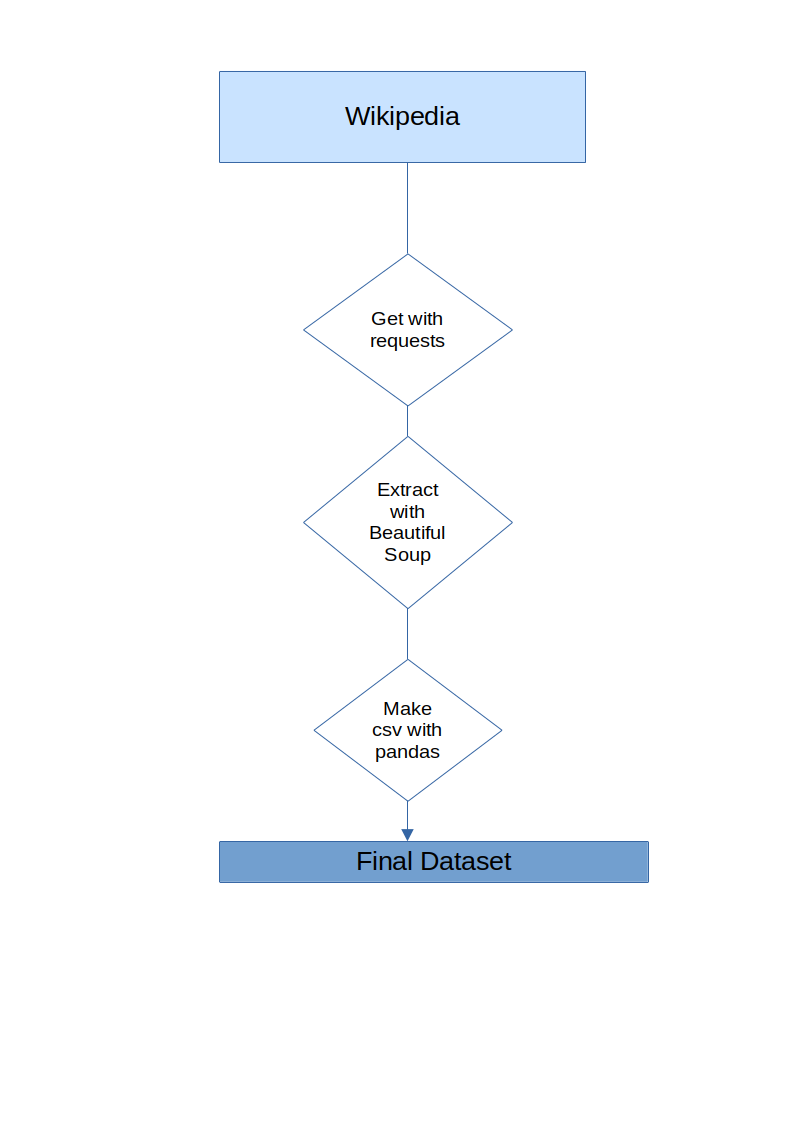 Wikipedia
Get with
requests
Extract
with
Beautiful
Soup
Make
csv with
pandas
Final Dataset